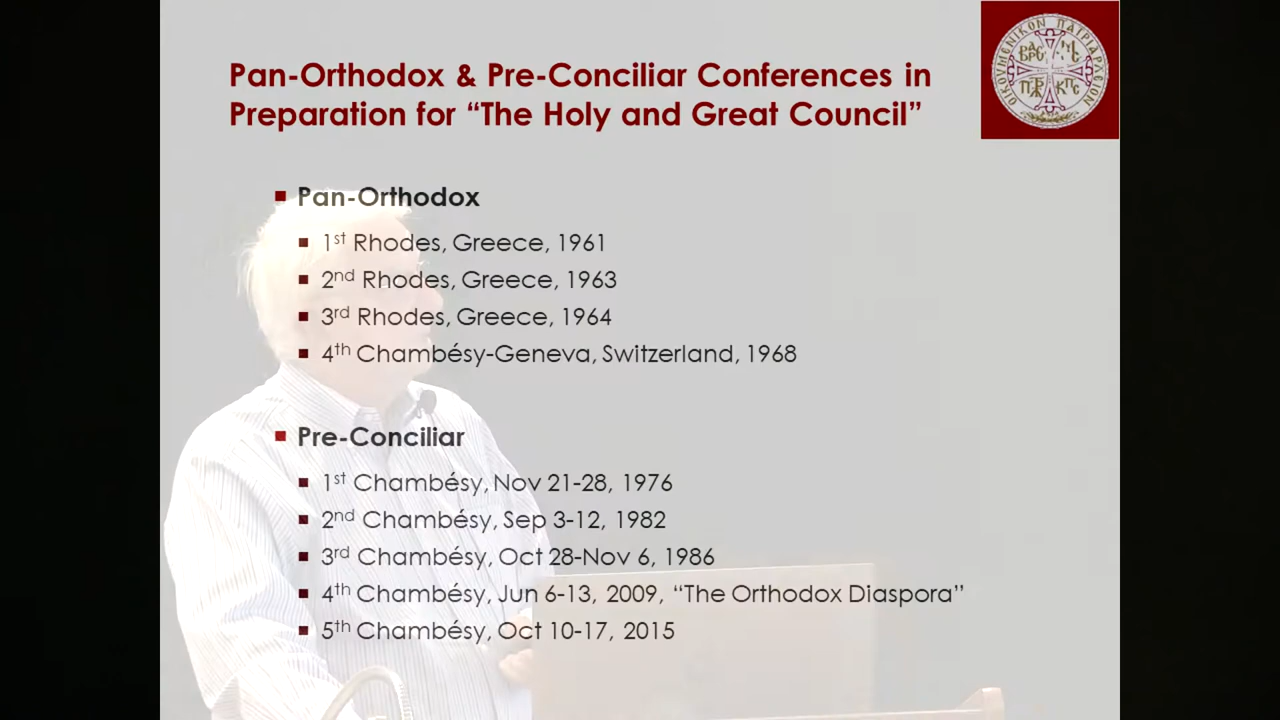 Pan-Orthodox & Pre-Conciliar Conferences in
Preparation for “The Holy and Great Council”
ΟΙΚΟΥΜΕΝΙΚΟΝ ΠΑΤΡΙΑΡΧΕΙΟΝ
Pan-Orthodox
1st Rhodes, Greece, 1961
2nd Rhodes, Greece, 1963
3rd Rhodes, Greece, 1964
4th Chambésy-Geneva, Switzerland, 1968
Pre-Conciliar
1st Chambésy, Nov 21-28, 1976
2nd Chambésy, Sep 3-12, 1982
3rd Chambésy, Oct 28-Nov 6, 1986
4th Chambésy, Jun 6-13, 2009, “The Orthodox Diaspora”
5th Chambésy, Oct 10-17, 2015